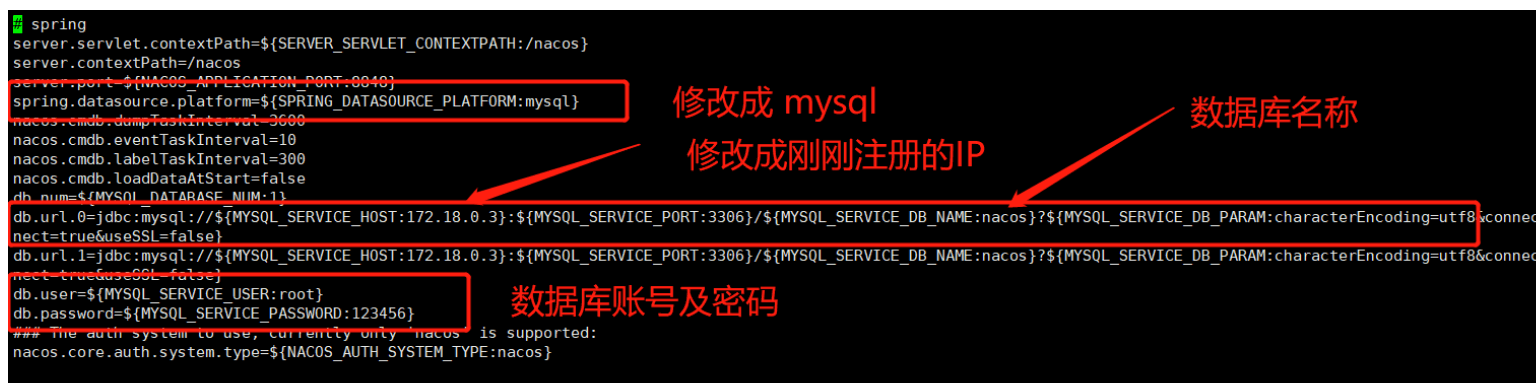 # spring
server.servlet.contextPath=${SERVER_SERVLET_CONTEXTPATH:/nacos}
server.contextPath=/nacos
server.port=${NACOS_APPLICATION_PORT:8848}
spring.datasource.platform=${SPRING_DATASOURCE_PLATFORM:mysql}
修改成 mysql
数据库名称
nacos.cmdb.dumpTaskInterval=3600
nacos.cmdb.eventTaskInterval=10
修改成刚刚注册的IP
nacos.cmdb.labelTaskInterval=300
nacos.cmdb.loadDataAtStart=false
db.num=${MYSQL_DATABASE_NUM:1}
db.url.0=jdbc:mysql://${MYSQL_SERVICE_HOST:172.18.0.3}:${MYSQL_SERVICE_PORT:3306}/${MYSQL_SERVICE_DB_NAME:nacos}?${MYSQL_SERVICE_DB_PARAM:characterEncoding=utf8&connec
nect=true&useSSL=false}
db.url.1=jdbc:mysql://${MYSQL_SERVICE_HOST:172.18.0.3}:${MYSQL_SERVICE_PORT:3306}/${MYSQL_SERVICE_DB_NAME:nacos}?${MYSQL_SERVICE_DB_PARAM:characterEncoding=utf8&connec
nect=true&useSSL=false}
db.user=${MYSQL_SERVICE_USER:root}
数据库账号及密码
db.password=${MYSQL_SERVICE_PASSWORD:123456}
### The auth system to use, currently only 'nacos' is supported:
nacos.core.auth.system.type=${NACOS_AUTH_SYSTEM_TYPE:nacos}